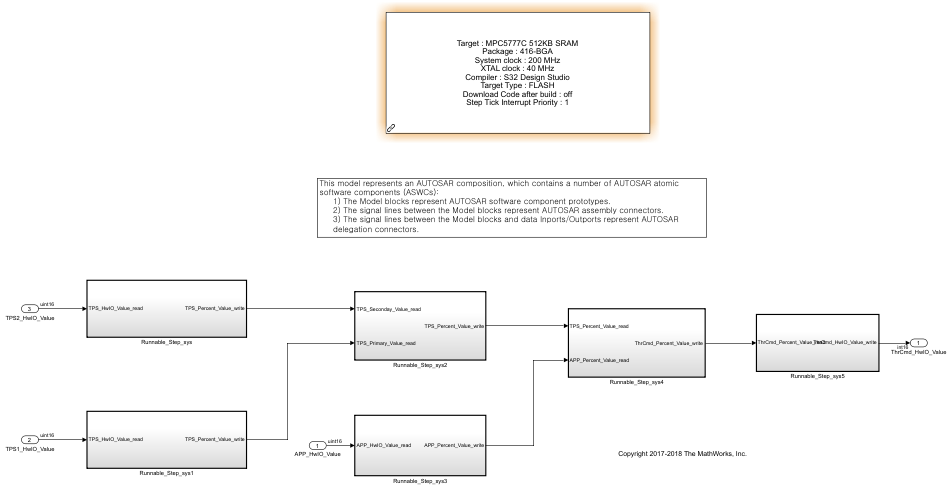 Target : MPC5777C 512KB SRAM
Package : 416-BGA
System clock : 200 MHz
XTAL clock : 40 MHz
Compiler : S32 Design Studio
Target Type : FLASH
Download Code after build : off
Step Tick Interrupt Priority : 1
This model represents an AUTOSAR composition, which contains a number of AUTOSAR atomic
software components (ASWCs):
1) The Model blocks represent AUTOSAR software component prototypes.
2) The signal lines between the Model blocks represent AUTOSAR assembly connectors.
3) The signal lines between the Model blocks and data Inports/Outports represent AUTOSAR
delegation connectors.
3
uint16
TPS2_HwIO_Value
TPS_HwIO_Value_read
TPS_Percent_Value_write
Runnable_Step_sys
TPS_Seconday_Value_read
TPS_Percent_Value_write
TPS_Primary_Value_read
Runnable_Step_sys2
TPS_Percent_Value_read
ThrCmd_Percent_Value_write
APP_Percent_Value_read
Runnable_Step_sys4
ThrCmd_Percent_Value_read
ThrCmd_HwIO_Value_write
Runnable_Step_sys5
int16
1
ThrCmd_HwIO_Value
2
uint16
TPS1_HwIO_Value
TPS_HwIO_Value_read
TPS_Percent_Value_write
Runnable_Step_sys1
1
uint16
APP_HwIO_Value
APP_HwIO_Value_read
APP_Percent_Value_write
Runnable_Step_sys3
Copyright 2017-2018 The MathWorks, Inc.